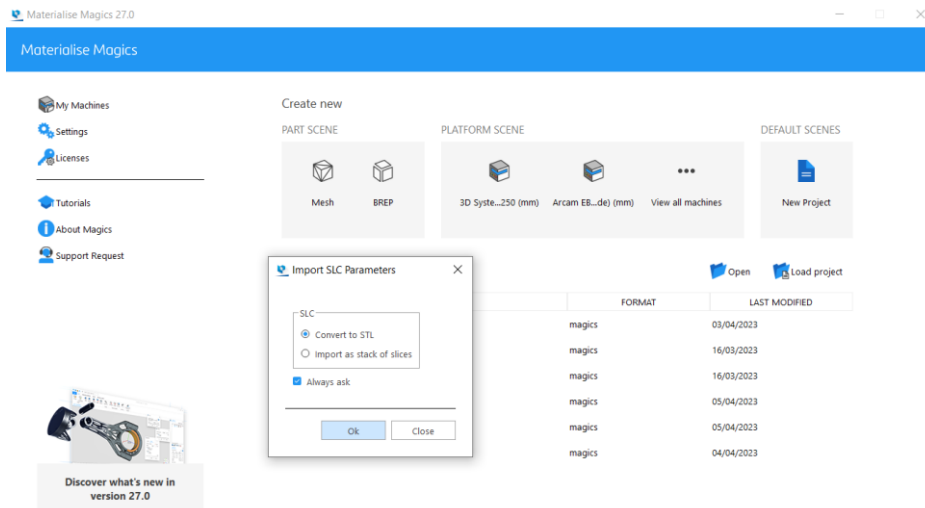 Materialise Magics 27.0
Materialise Magics
My Machines
Settings
Licenses
Tutorials
About Magics
Support Request
Discover what's new in
version 27.0
Create new
PART SCENE
PLATFORM SCENE
DEFAULT SCENES
Mesh
BREP
3D Syste...250 (mm)
Arcam EB...de) (mm)
View all machines
New Project
Open
Load project
FORMAT
LAST MODIFIED
magics 03/04/2023
magics 16/03/2023
magics 16/03/2023
magics 05/04/2023
magics 05/04/2023
magics 04/04/2023
Import SLC Parameters
SLC
Convert to STL
Import as stack of slices
Always ask
Ok
Close